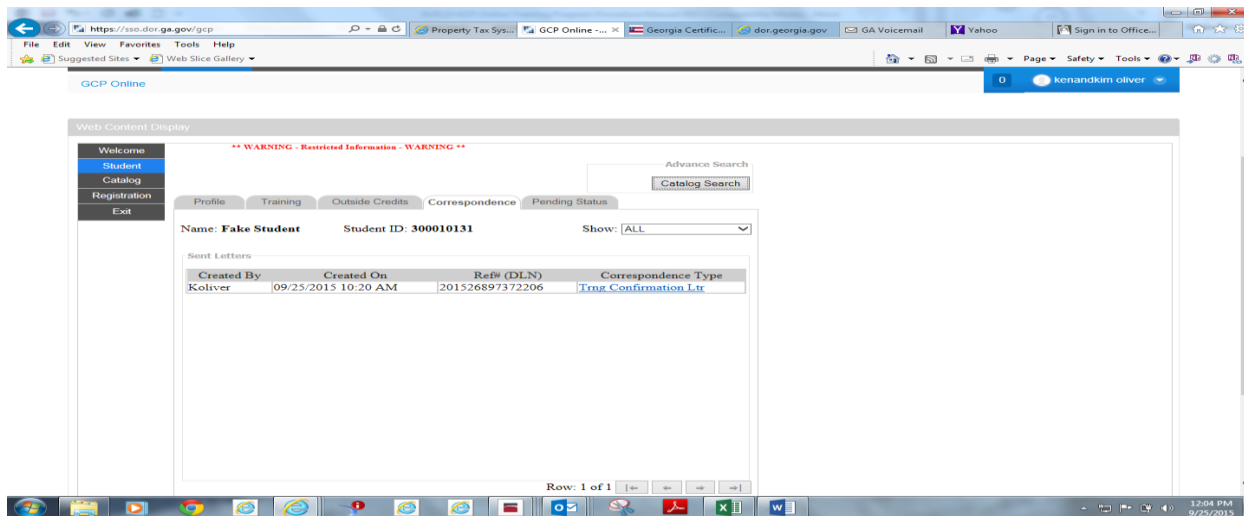 https://sso.dor.ga.gov/gcp
Property Tax Sys...
GCP Online -...
Georgia Certific...
dor.georgia.gov
GA Voicemail
Yahoo
Sign in to Office...
File Edit View Favorites Tools Help
Suggested Sites
Web Slice Gallery
Page Safety Tools
GCP Online
0
kenandkim oliver
Web Content Display
Welcome
** WARNING - Restricted Information - WARNING **
Student
Advance Search
Catalog
Catalog Search
Registration
Exit
Profile Training Outside Credits Correspondence Pending Status
Name: Fake Student Student ID: 300010131 Show: ALL
Sent Letters
Created By Created On Ref# (DLN) Correspondence Type
Koliver 09/25/2015 10:20 AM 201526897372206 Trng Confirmation Ltr
Row: 1 of 1
12:04 PM
9/25/2015